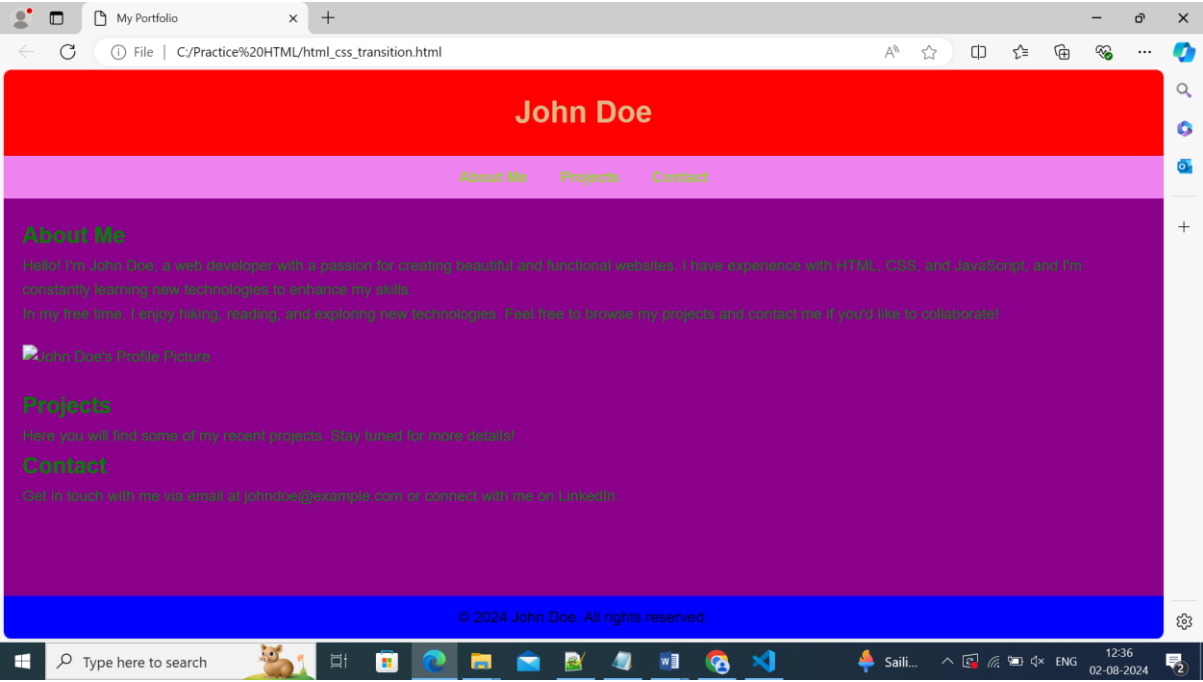 My Portfolio
File | C:/Practice%20HTML/html_css_transition.html
John Doe
About Me Projects Contact
About Me
Hello! I'm John Doe, a web developer with a passion for creating beautiful and functional websites. I have experience with HTML, CSS, and JavaScript, and I'm
constantly learning new technologies to enhance my skills.
In my free time, I enjoy hiking, reading, and exploring new technologies. Feel free to browse my projects and contact me if you'd like to collaborate!
John Doe's Profile Picture
Projects
Here you will find some of my recent projects. Stay tuned for more details!
Contact
Get in touch with me via email at johndoe@example.com or connect with me on LinkedIn.
© 2024 John Doe. All rights reserved.
Type here to search
Saili...
ENG
12:36
02-08-2024
2